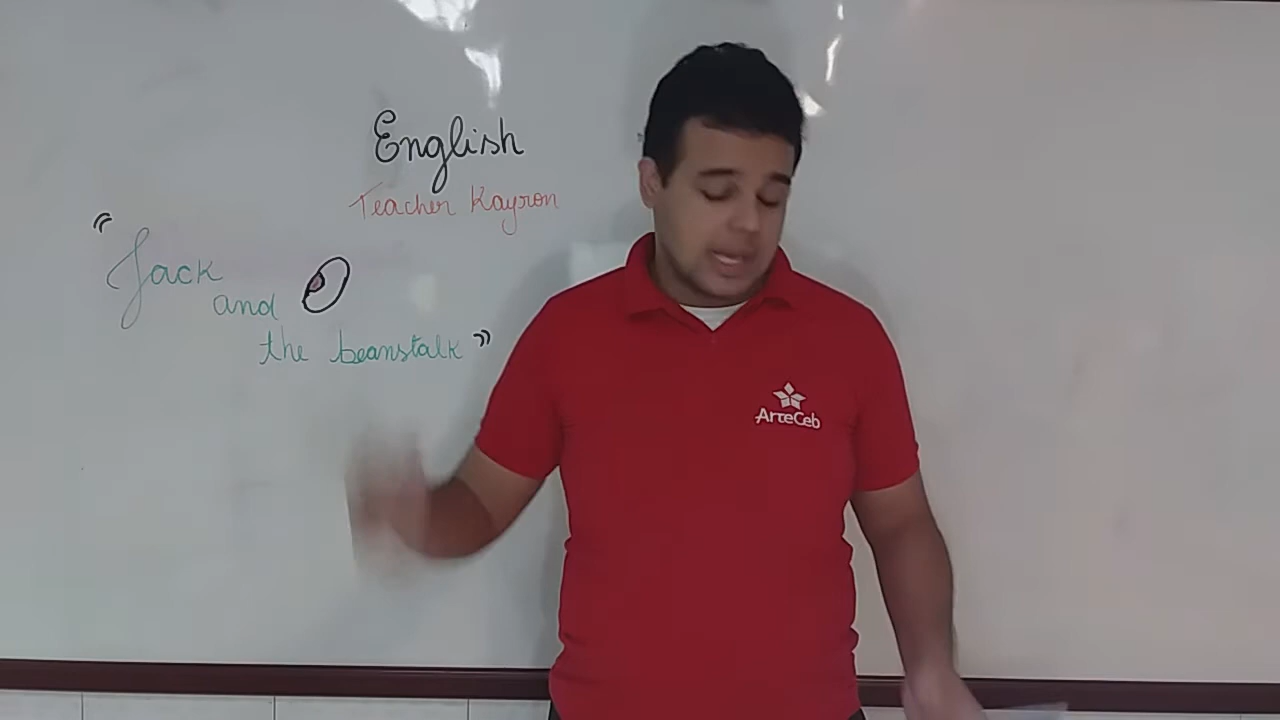 English
Teacher Kayron
"Jack
and
the beanstalk"
ArteCeb